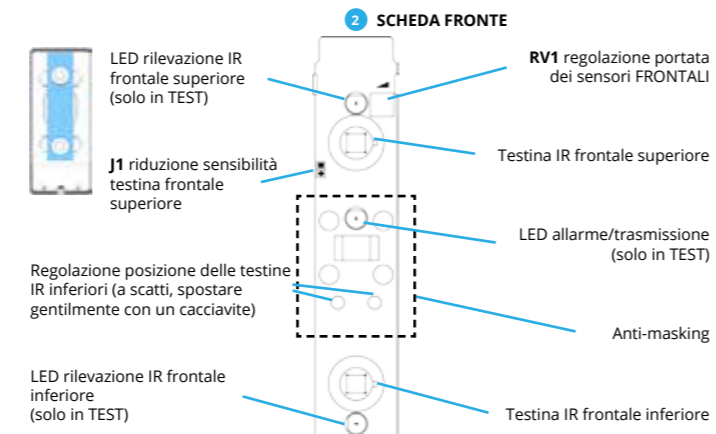 2 SCHEDA FRONTE
LED rilevazione IR
frontale superiore
(solo in TEST)
J1 riduzione sensibilità
testina frontale
superiore
Regolazione posizione delle testine
IR inferiori (a scatti, spostare
gentilmente con un cacciavite)
LED rilevazione IR frontale
inferiore
(solo in TEST)
RV1 regolazione portata
dei sensori FRONTALI
Testina IR frontale superiore
LED allarme/trasmissione
(solo in TEST)
Anti-masking
Testina IR frontale inferiore